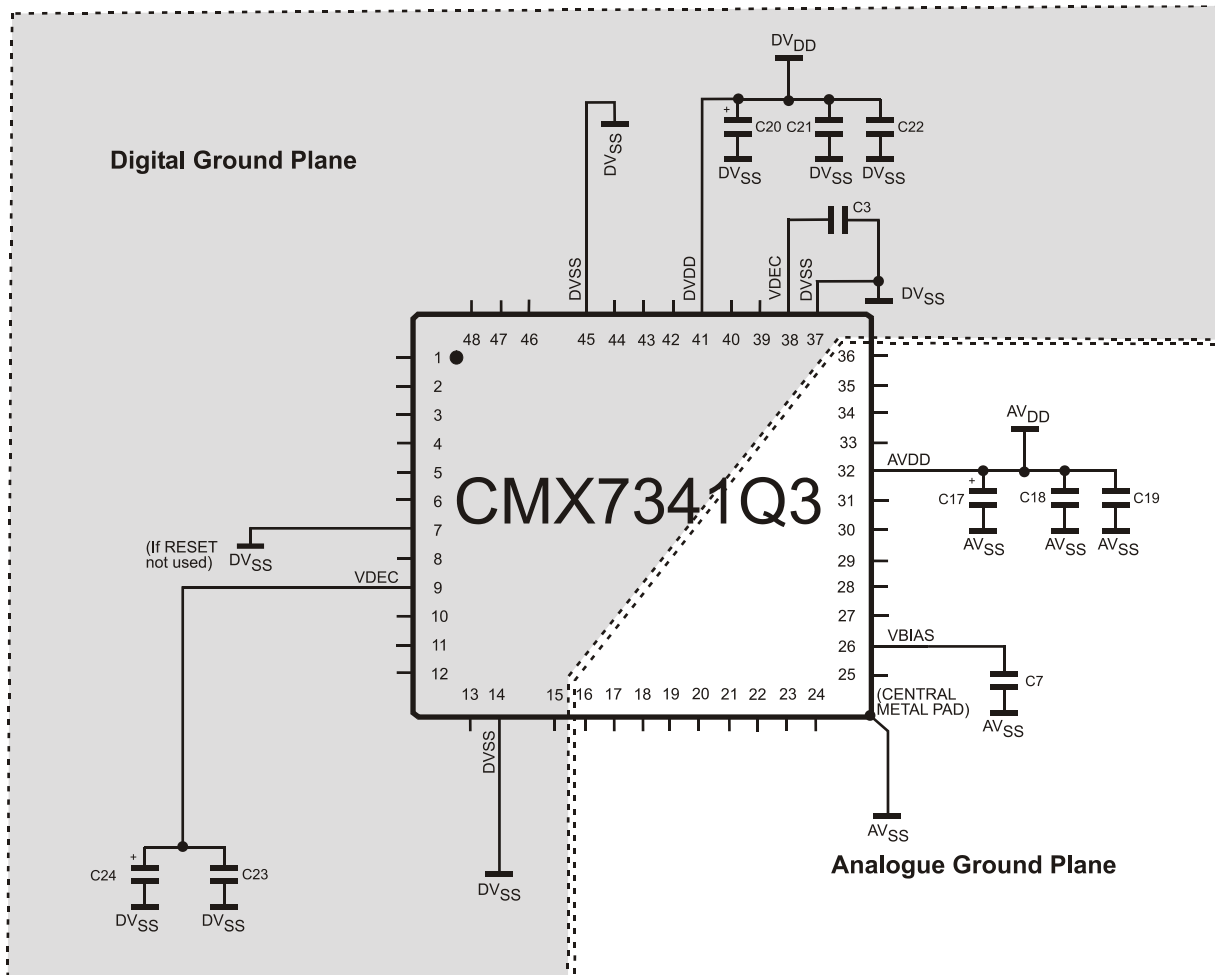 DVDD
+
C20
C21
C22
DVSS
DVSS
DVSS
DVSS
Digital Ground Plane
C3
DVSS
DVDD
VDEC
DVSS
DVSS
48 47 46 45 44 43 42 41 40 39 38 37
1
2
3
4
5
6
7
8
9
10
11
12
36
35
34
33
32
31
30
29
28
27
26
25
CMX7341Q3
AVDD
AVDD
+
C17
C18
C19
AVSS
AVSS
AVSS
(If RESET
not used)
DVSS
VDEC
VBIAS
C7
AVSS
13 14 15 16 17 18 19 20 21 22 23 24
(CENTRAL
METAL PAD)
DVSS
AVSS
Analogue Ground Plane
+
C24
C23
DVSS
DVSS
DVSS